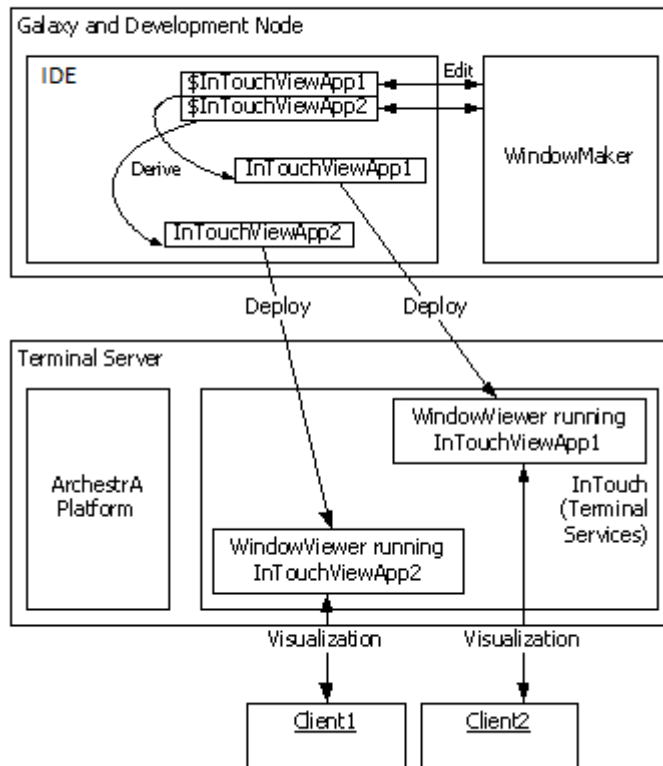 Galaxy and Development Node
IDE
$InTouchViewApp1
$InTouchViewApp2
Edit
WindowMaker
Derive
InTouchViewApp1
InTouchViewApp2
Deploy
Deploy
Terminal Server
ArchestrA
Platform
WindowViewer running
InTouchViewApp1
InTouch
(Terminal
Services)
WindowViewer running
InTouchViewApp2
Visualization
Visualization
Client1
Client2